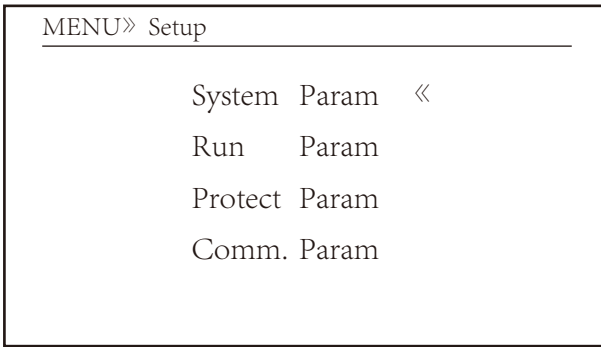 MENU» Setup
System Param «
Run Param
Protect Param
Comm. Param